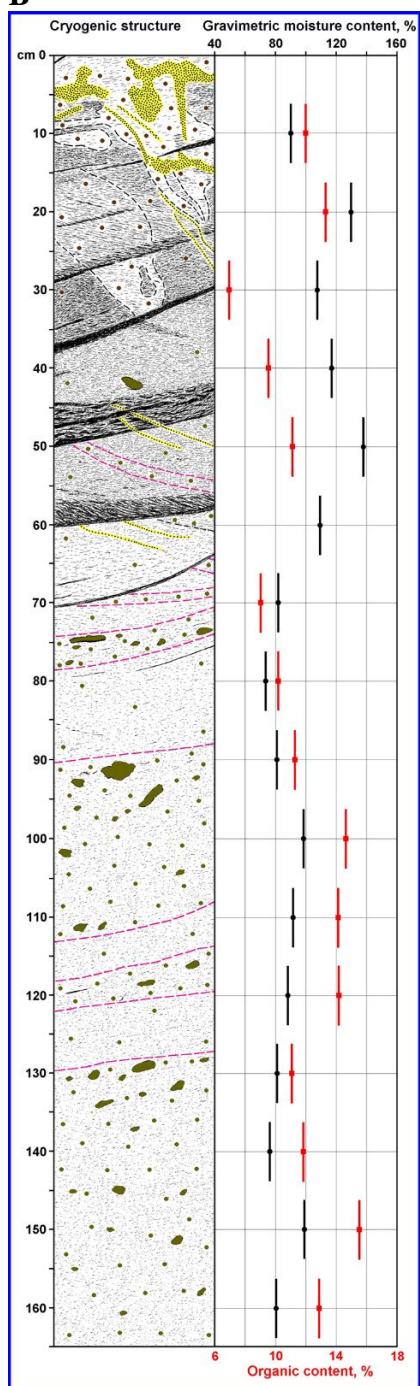 B
Cryogenic structure Gravimetric moisture content, %
40 80 120 160
cm 0
10
20
30
40
50
60
70
80
90
100
110
120
130
140
150
160
6 10 14 18
Organic content, %